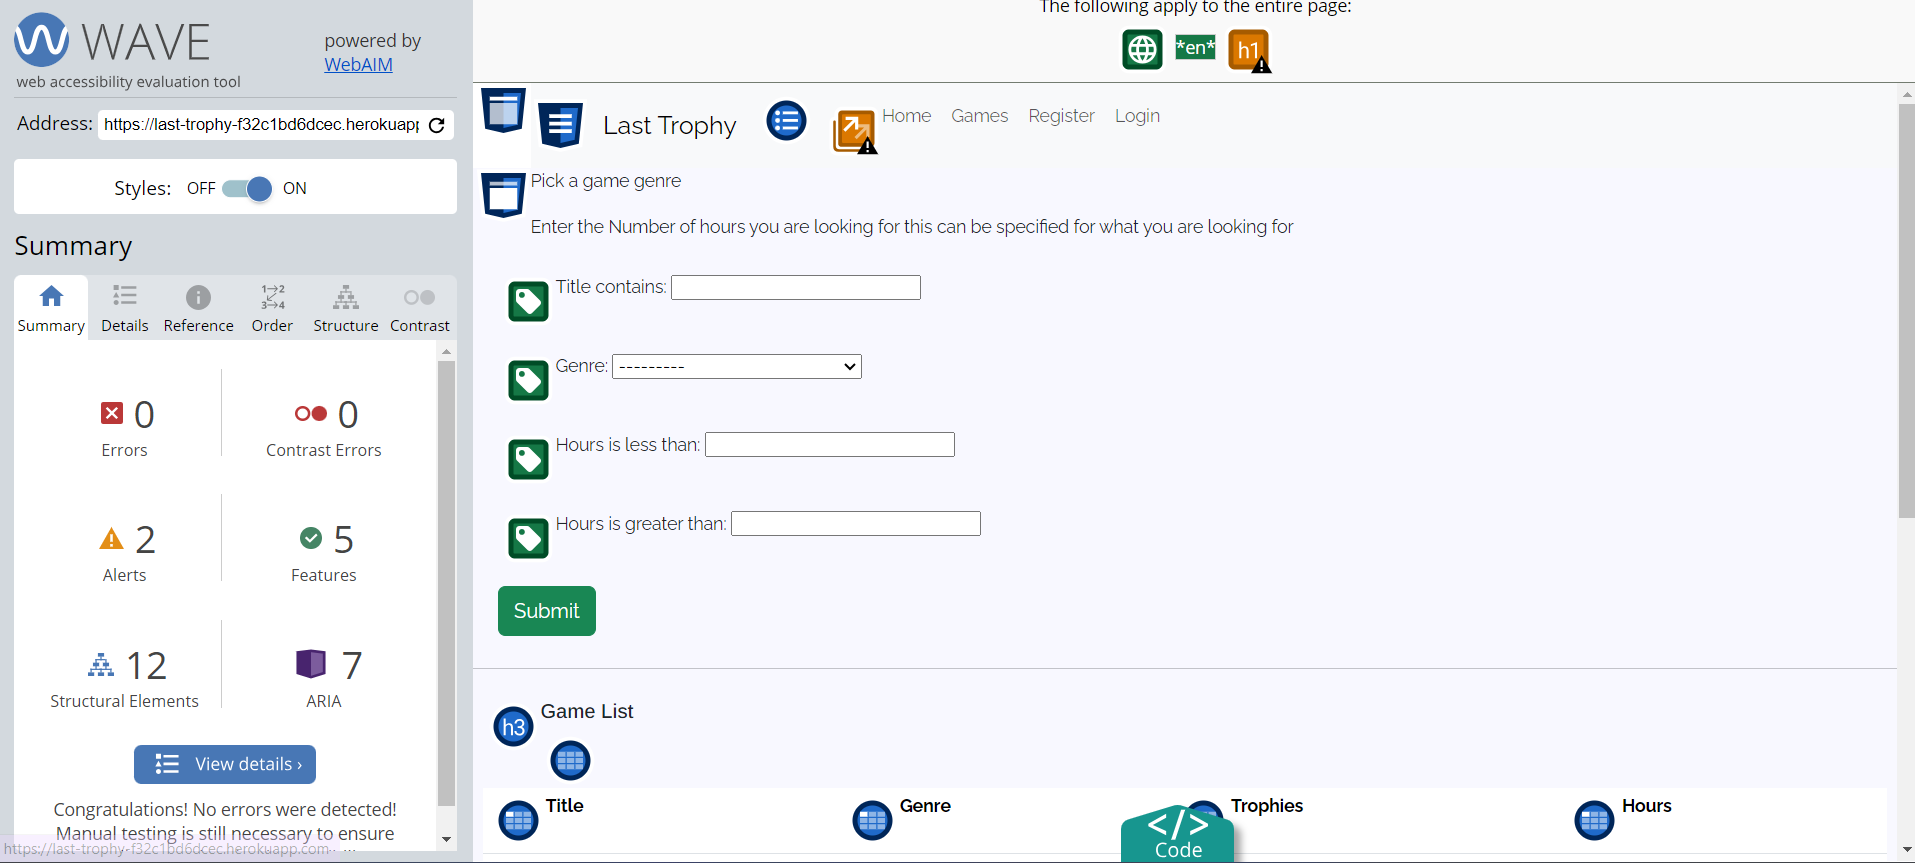 WAVE
powered by
WebAIM
web accessibility evaluation tool
Address: https://last-trophy-f32c1bd6dcec.herokuapp
Styles: OFF ON
Summary
Summary Details Reference Order Structure Contrast
0 0
Errors Contrast Errors
2 5
Alerts Features
12 7
Structural Elements ARIA
View details ›
Congratulations! No errors were detected!
Manual testing is still necessary to ensure
https://last-trophy-f32c1bd6dcec.herokuapp.com
The following apply to the entire page:
*en* h1
Last Trophy Home Games Register Login
Pick a game genre
Enter the Number of hours you are looking for this can be specified for what you are looking for
Title contains:
Genre: ---------
Hours is less than:
Hours is greater than:
Submit
h3 Game List
Title Genre Trophies Hours
</>
Code